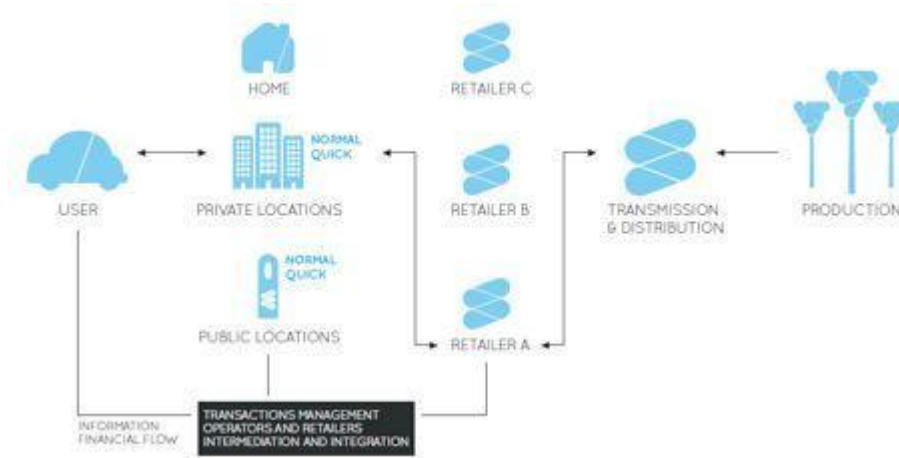 HOME
RETAILER C
NORMAL
QUICK
USER
PRIVATE LOCATIONS
RETAILER B
TRANSMISSION
& DISTRIBUTION
PRODUCTION
NORMAL
QUICK
PUBLIC LOCATIONS
RETAILER A
INFORMATION
FINANCIAL FLOW
TRANSACTIONS MANAGEMENT
OPERATORS AND RETAILERS
INTERMEDIATION AND INTEGRATION